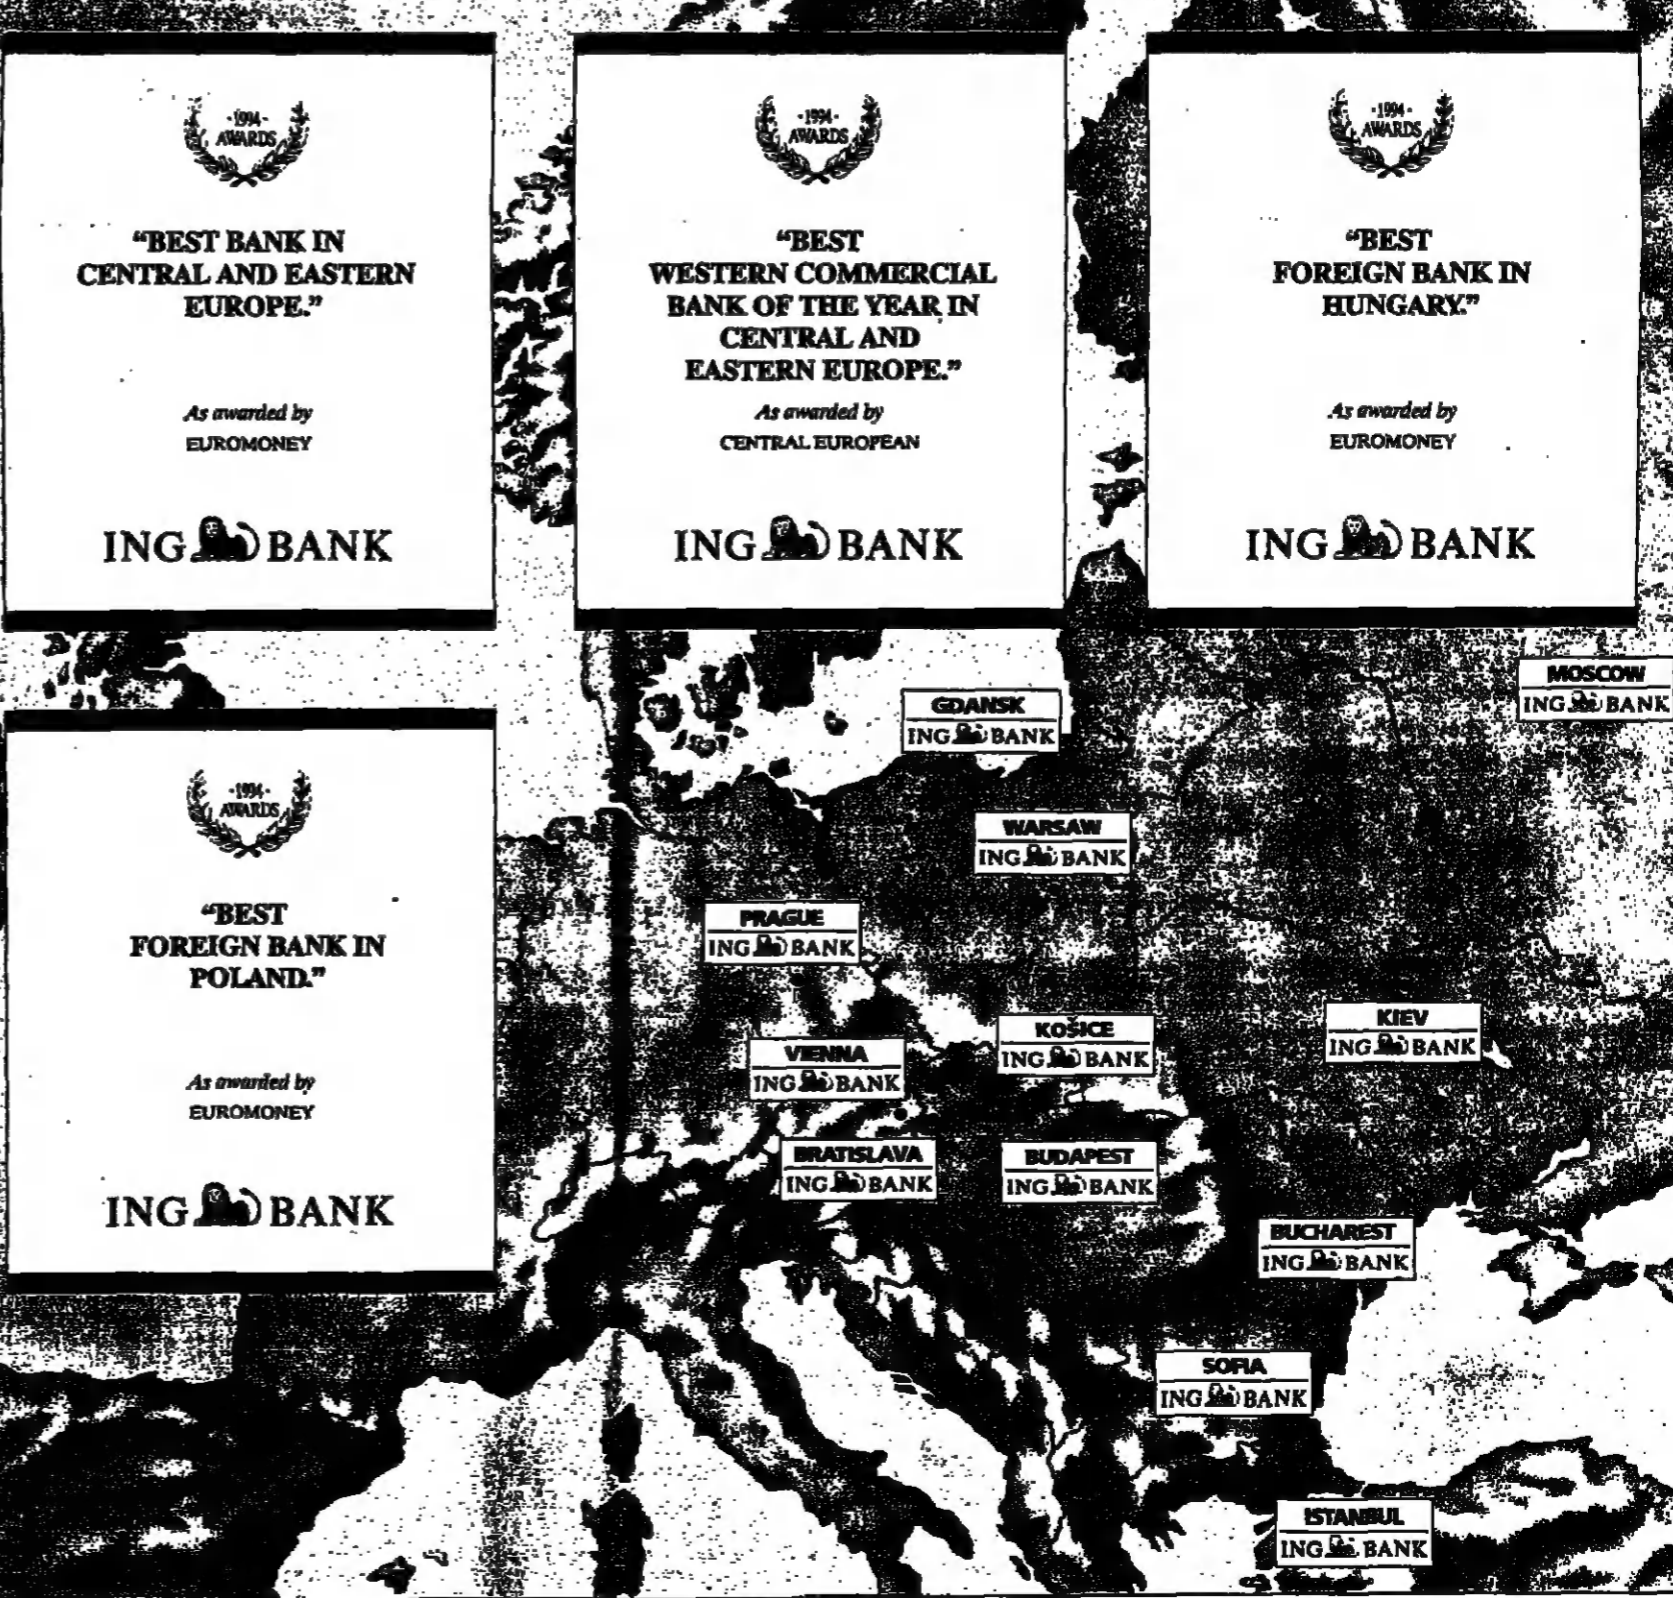 ·1994·
AWARDS
“BEST BANK IN
CENTRAL AND EASTERN
EUROPE.”
As awarded by
EUROMONEY
ING BANK
·1994·
AWARDS
“BEST
WESTERN COMMERCIAL
BANK OF THE YEAR IN
CENTRAL AND
EASTERN EUROPE.”
As awarded by
CENTRAL EUROPEAN
ING BANK
·1994·
AWARDS
“BEST
FOREIGN BANK IN
HUNGARY.”
As awarded by
EUROMONEY
ING BANK
·1994·
AWARDS
“BEST
FOREIGN BANK IN
POLAND.”
As awarded by
EUROMONEY
ING BANK
MOSCOW
ING BANK
GDANSK
ING BANK
WARSAW
ING BANK
PRAGUE
ING BANK
KIEV
ING BANK
KOŠICE
ING BANK
VIENNA
ING BANK
BRATISLAVA
ING BANK
BUDAPEST
ING BANK
BUCHAREST
ING BANK
SOFIA
ING BANK
ISTANBUL
ING BANK